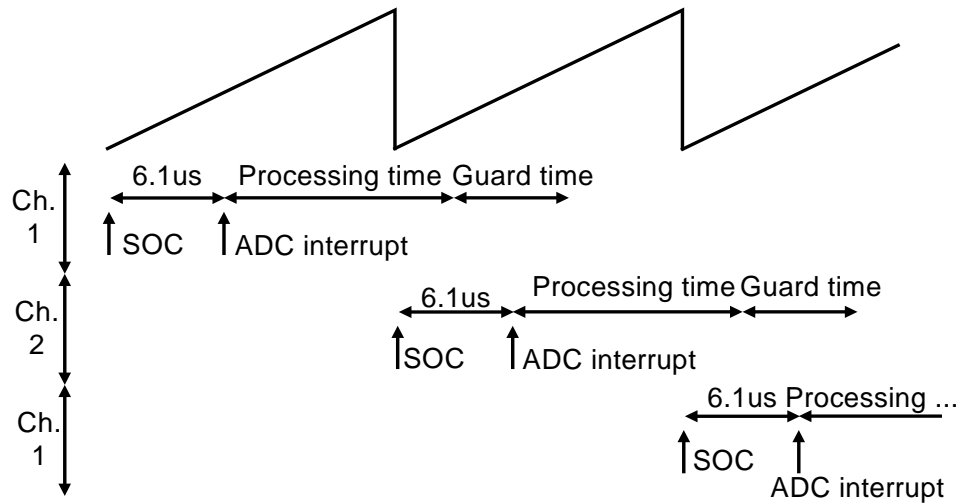 6.1us Processing time Guard time
Ch.
1
SOC ADC interrupt
6.1us Processing time Guard time
Ch.
2
SOC ADC interrupt
6.1us Processing ...
Ch.
1
SOC
ADC interrupt